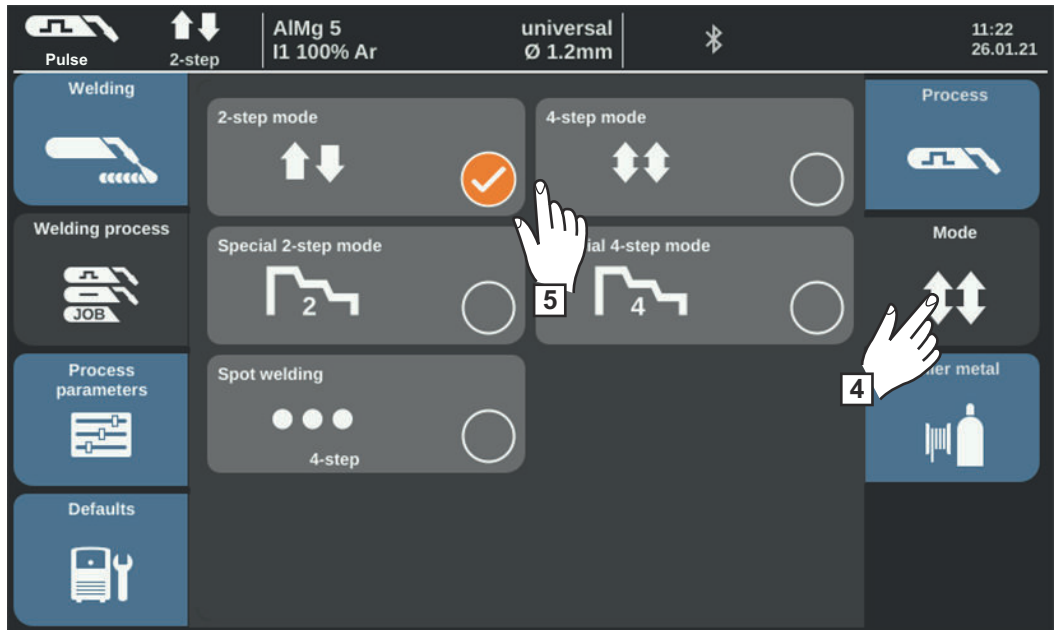 Pulse
2-step
AlMg 5
I1 100% Ar
universal
Ø 1.2mm
11:22
26.01.21
Welding
Welding process
JOB
Process
parameters
Defaults
2-step mode
4-step mode
Special 2-step mode
2
4-step mode
4
5
Spot welding
4-step
Process
Mode
4
metal